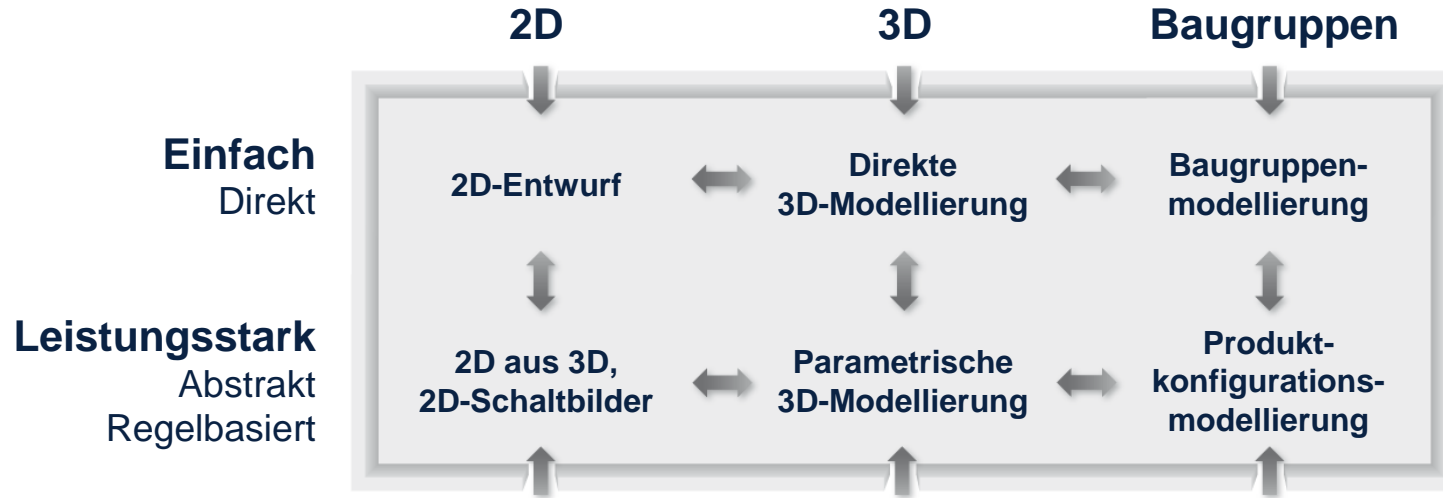 2D
3D
Baugruppen
Einfach
Direkt
2D-Entwurf
Direkte
3D-Modellierung
Baugruppen-
modellierung
Leistungsstark
Abstrakt
Regelbasiert
2D aus 3D,
2D-Schaltbilder
Parametrische
3D-Modellierung
Produkt-
konfigurations-
modellierung